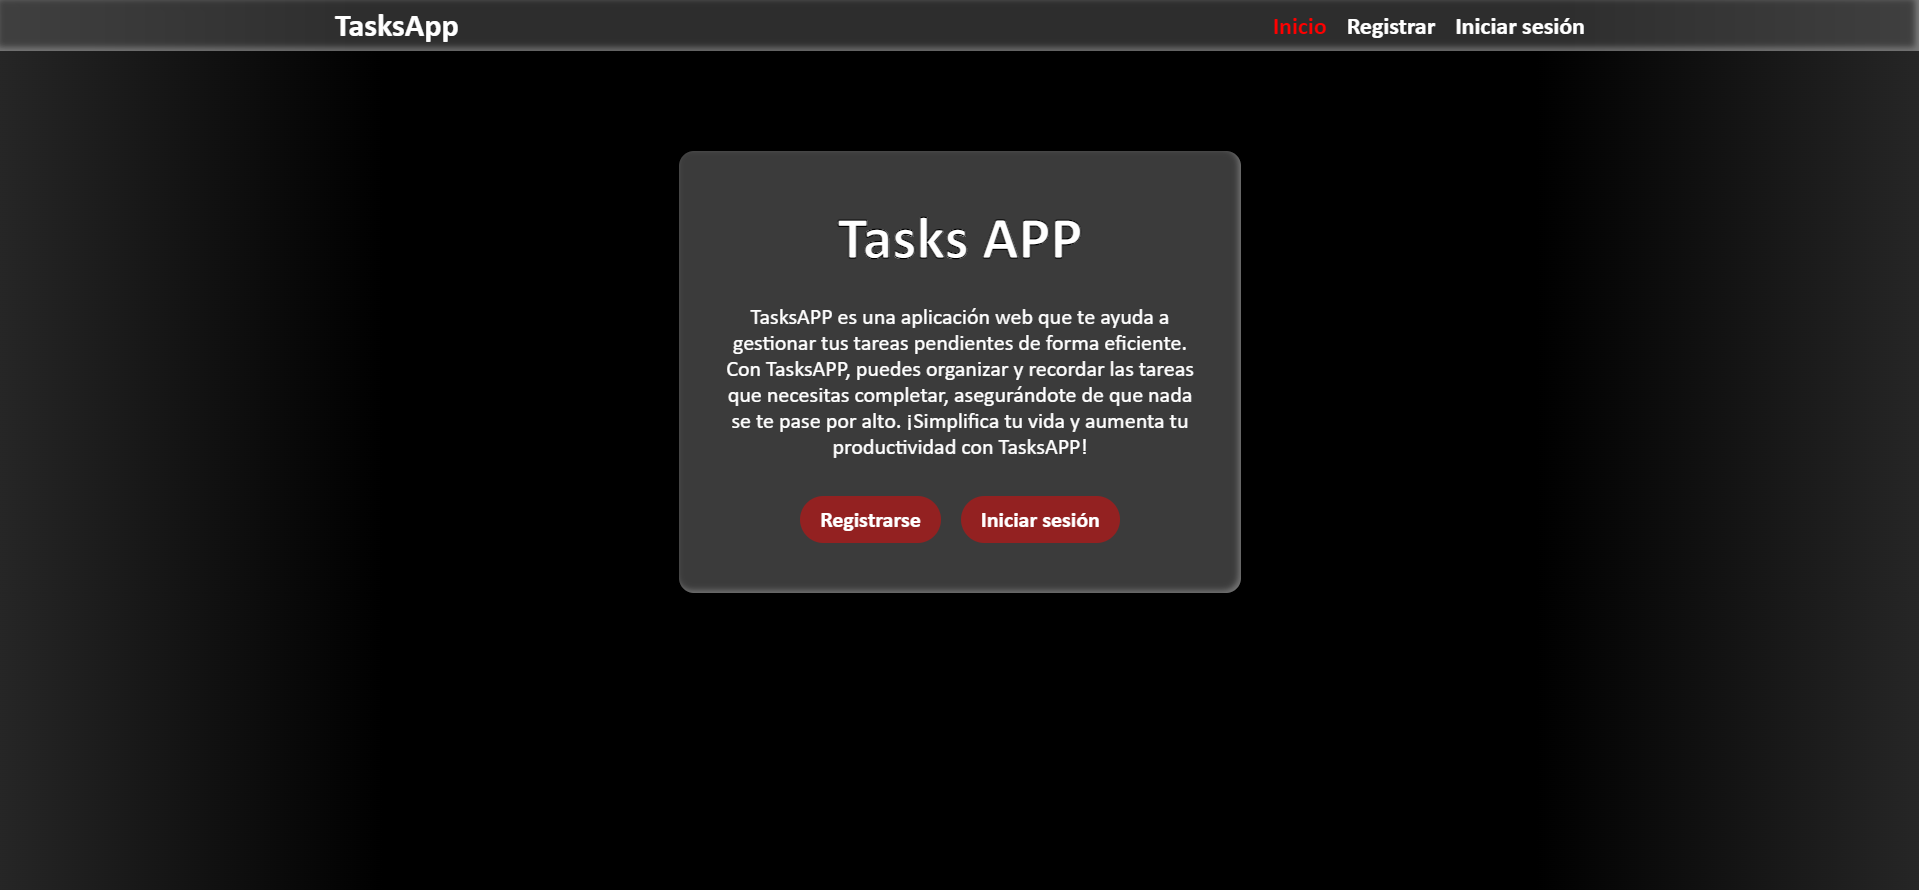 TasksApp
Inicio Registrar Iniciar sesión
Tasks APP
TasksAPP es una aplicación web que te ayuda a
gestionar tus tareas pendientes de forma eficiente.
Con TasksAPP, puedes organizar y recordar las tareas
que necesitas completar, asegurándote de que nada
se te pase por alto. ¡Simplifica tu vida y aumenta tu
productividad con TasksAPP!
Registrarse Iniciar sesión